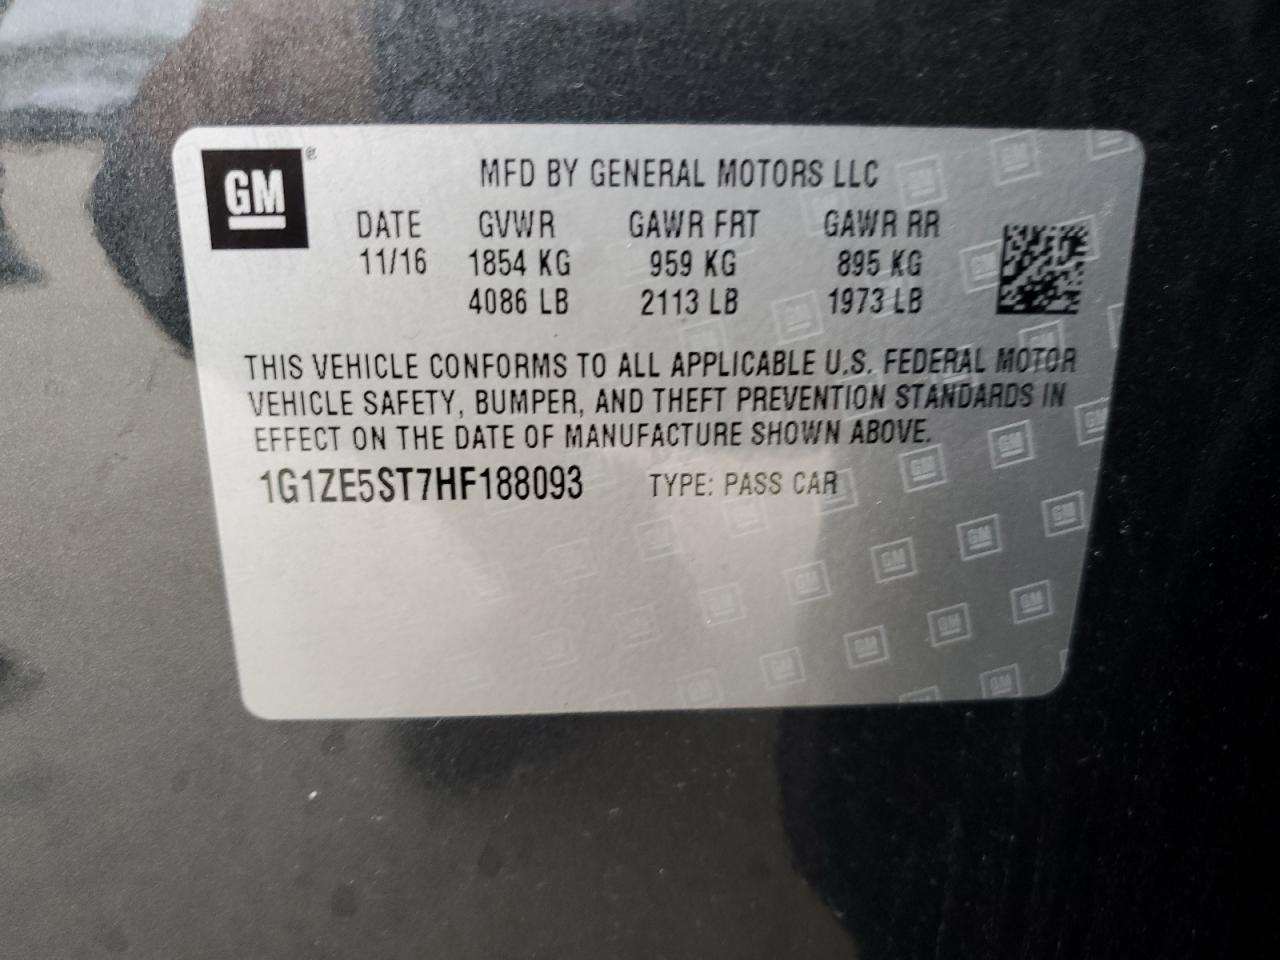 GM®
MFD BY GENERAL MOTORS LLC
DATE GVWR GAWR FRT GAWR RR
11/16 1854 KG 959 KG 895 KG
4086 LB 2113 LB 1973 LB
THIS VEHICLE CONFORMS TO ALL APPLICABLE U.S. FEDERAL MOTOR
VEHICLE SAFETY, BUMPER, AND THEFT PREVENTION STANDARDS IN
EFFECT ON THE DATE OF MANUFACTURE SHOWN ABOVE.
1G1ZE5ST7HF188093 TYPE: PASS CAR